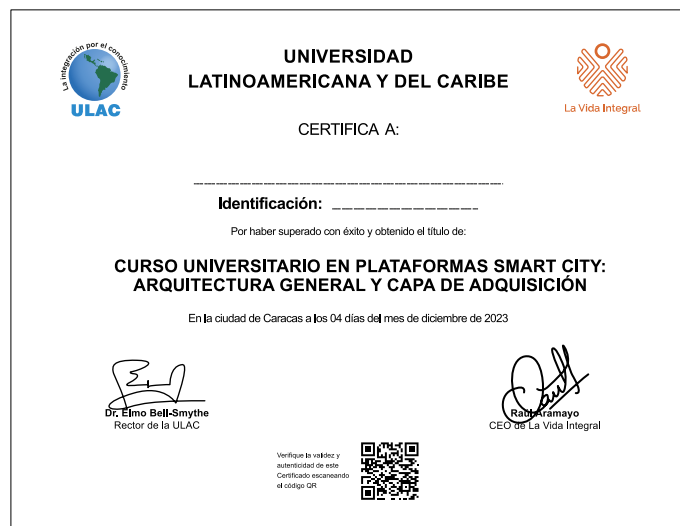 La integración por el conocimiento
ULAC
UNIVERSIDAD
LATINOAMERICANA Y DEL CARIBE
La Vida Integral
CERTIFICA A:
Identificación:
Por haber superado con éxito y obtenido el título de:
CURSO UNIVERSITARIO EN PLATAFORMAS SMART CITY:
ARQUITECTURA GENERAL Y CAPA DE ADQUISICIÓN
En la ciudad de Caracas a los 04 días del mes de diciembre de 2023
Dr. Elmo Bell-Smythe
Rector de la ULAC
Raúl Aramayo
CEO de La Vida Integral
Verifique la validez y
autenticidad de este
Certificado escaneando
el código QR